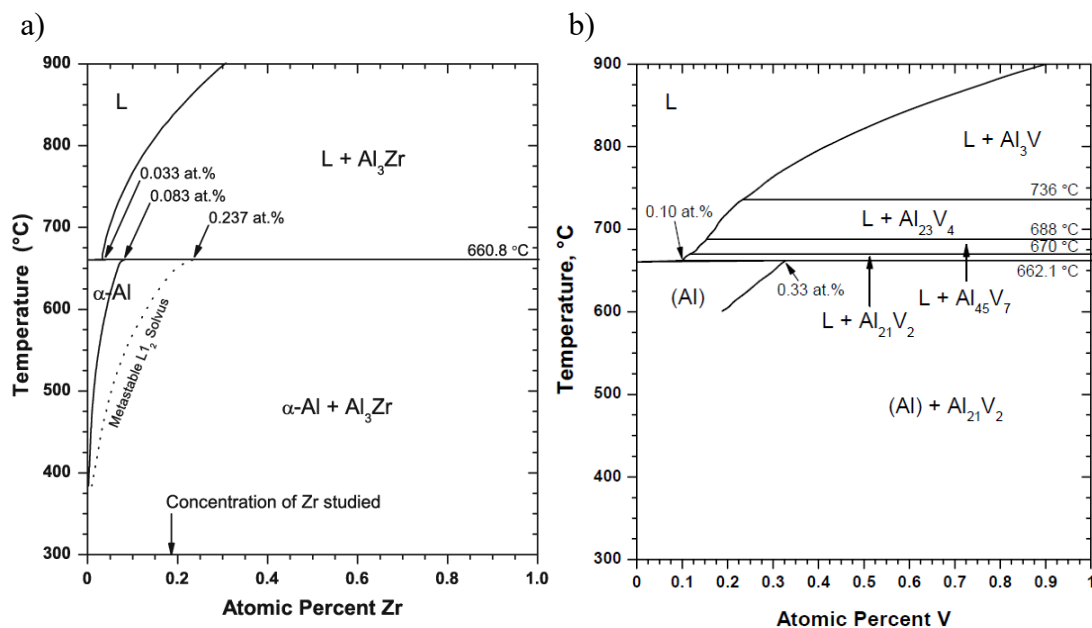 a)
900
800
700
600
500
400
300
Temperature (°C)
L
L + Al₃Zr
0.033 at.%
0.083 at.%
0.237 at.%
660.8 °C
α-Al
Metastable L1₂ Solvus
α-Al + Al₃Zr
Concentration of Zr studied
0 0.2 0.4 0.6 0.8 1.0
Atomic Percent Zr
b)
900
800
700
600
500
400
300
Temperature, °C
L
L + Al₃V
736 °C
0.10 at.%
L + Al₂₃V₄
688 °C
670 °C
662.1 °C
(Al)
0.33 at.%
L + Al₄₅V₇
L + Al₂₁V₂
(Al) + Al₂₁V₂
0 0.1 0.2 0.3 0.4 0.5 0.6 0.7 0.8 0.9 1
Atomic Percent V